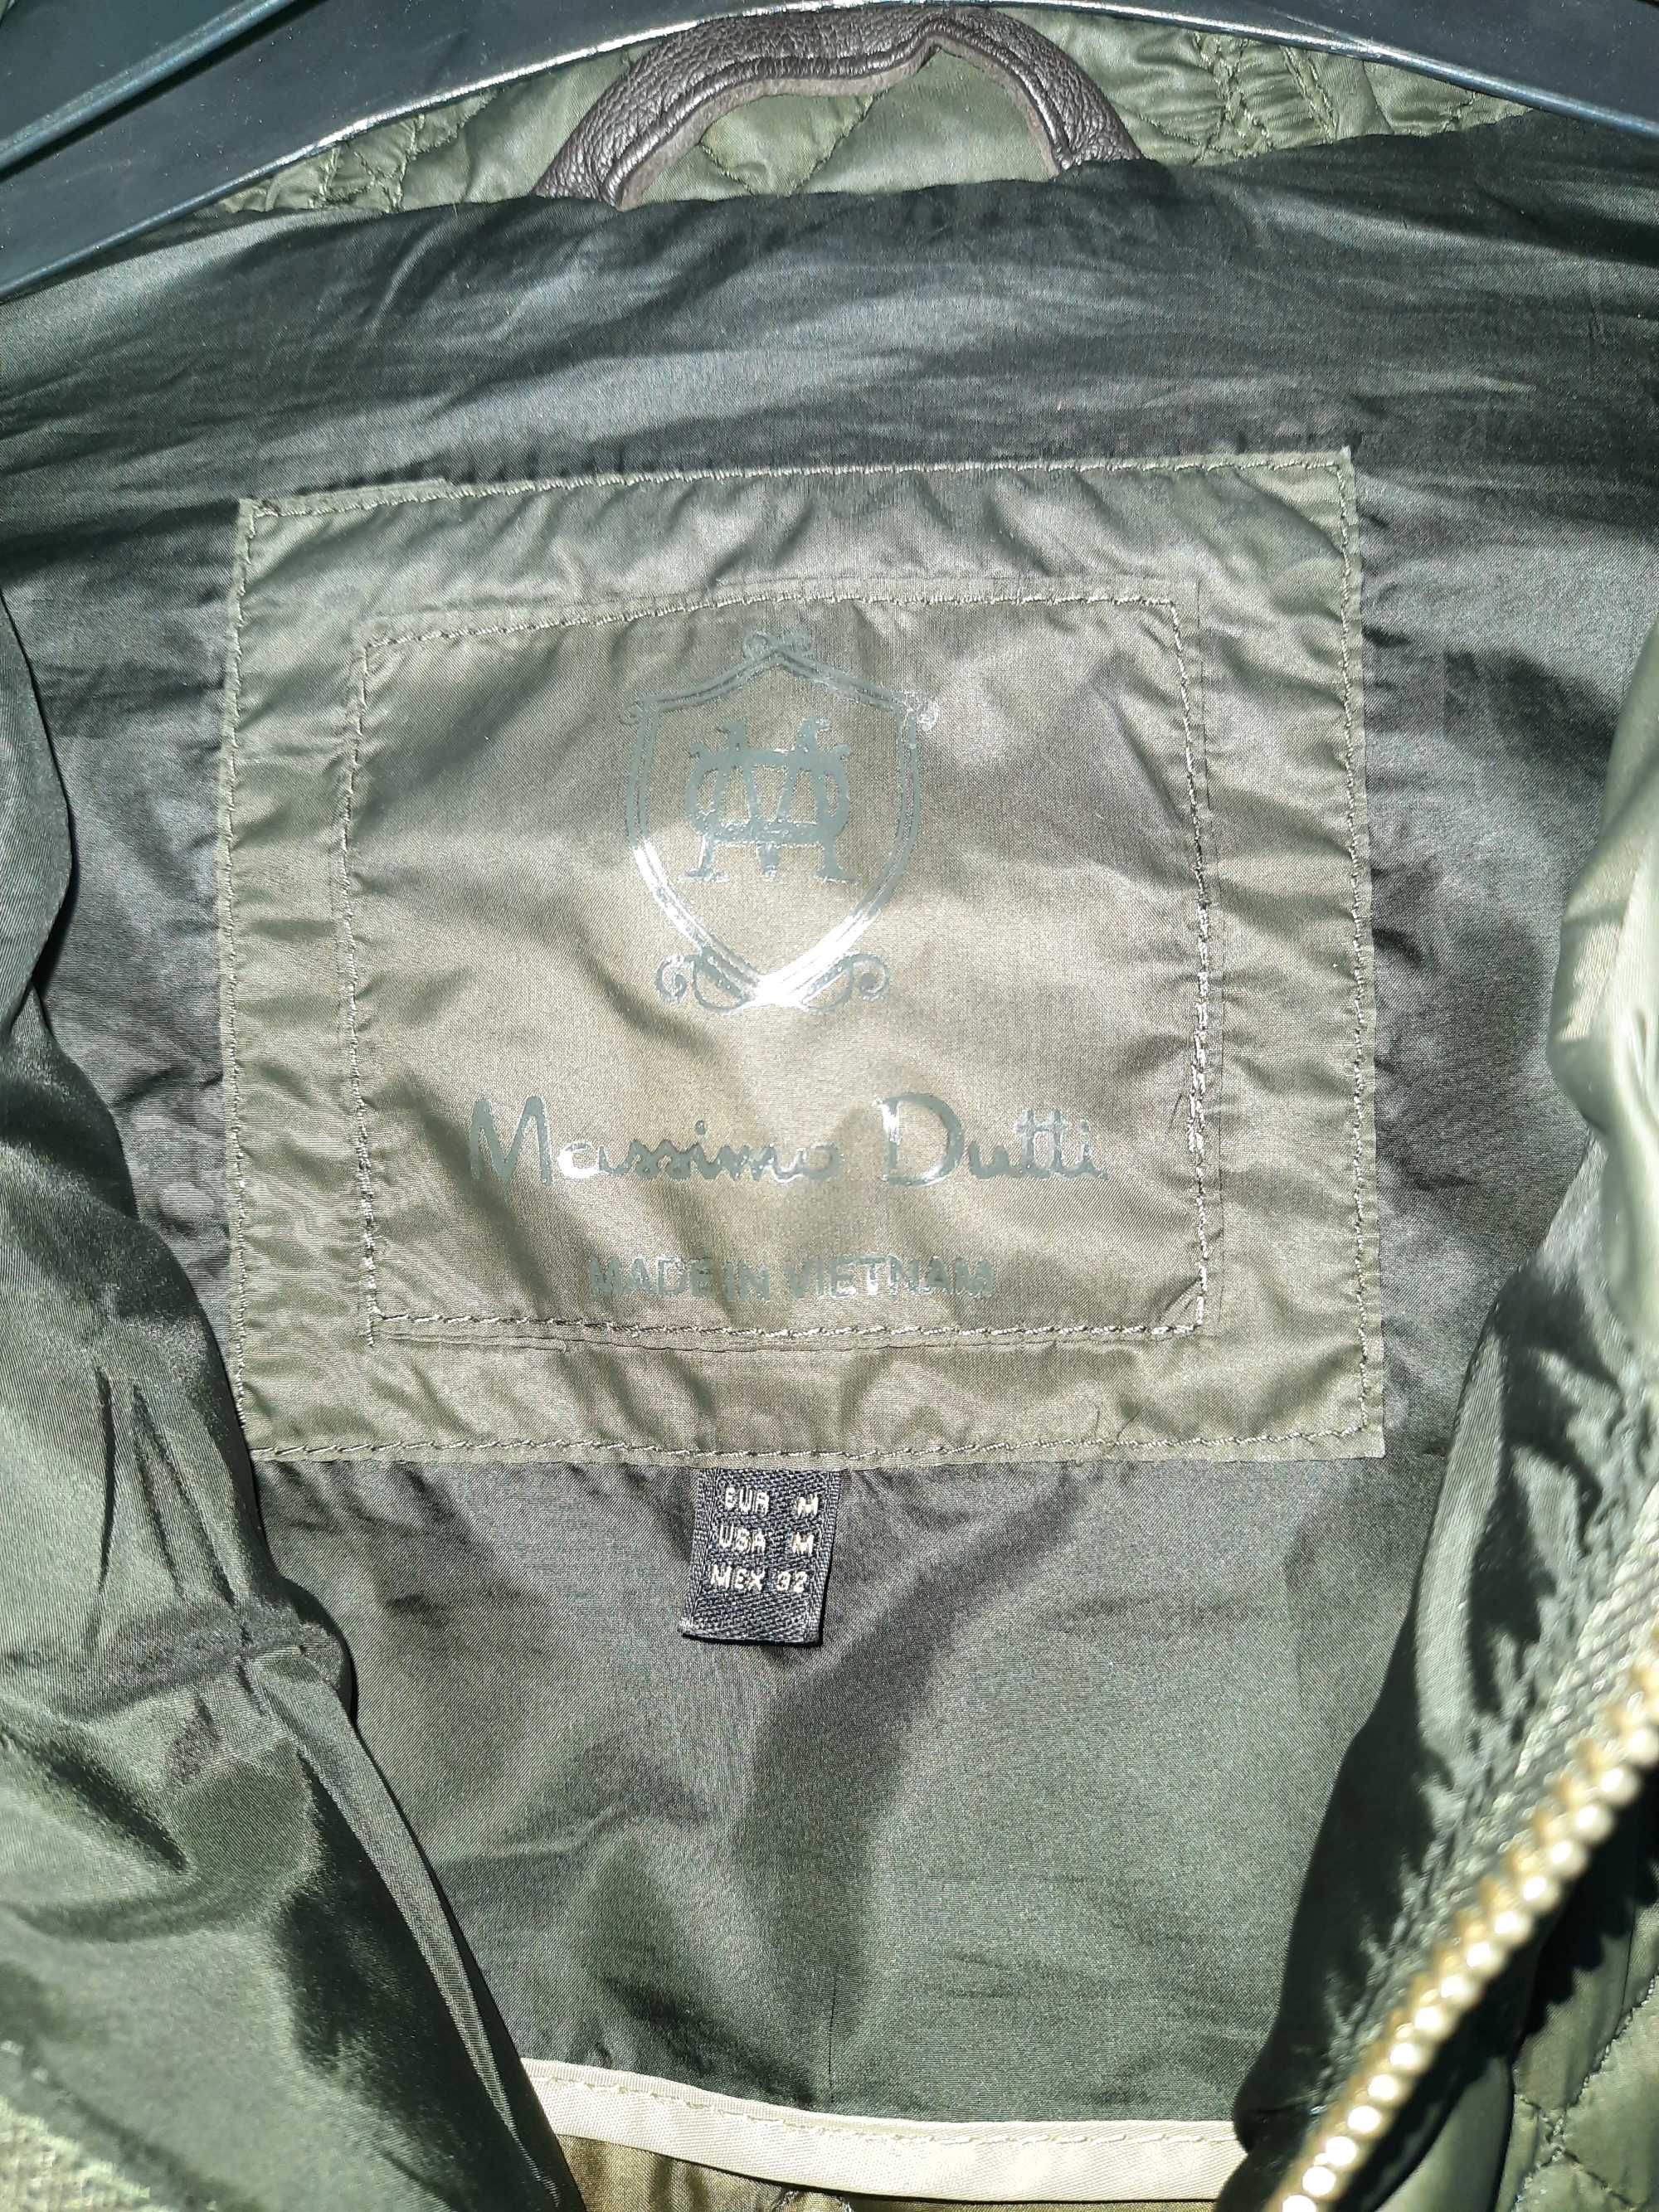 Massimo Dutti
MADE IN VIETNAM
EUR M
USA M
MEX 32